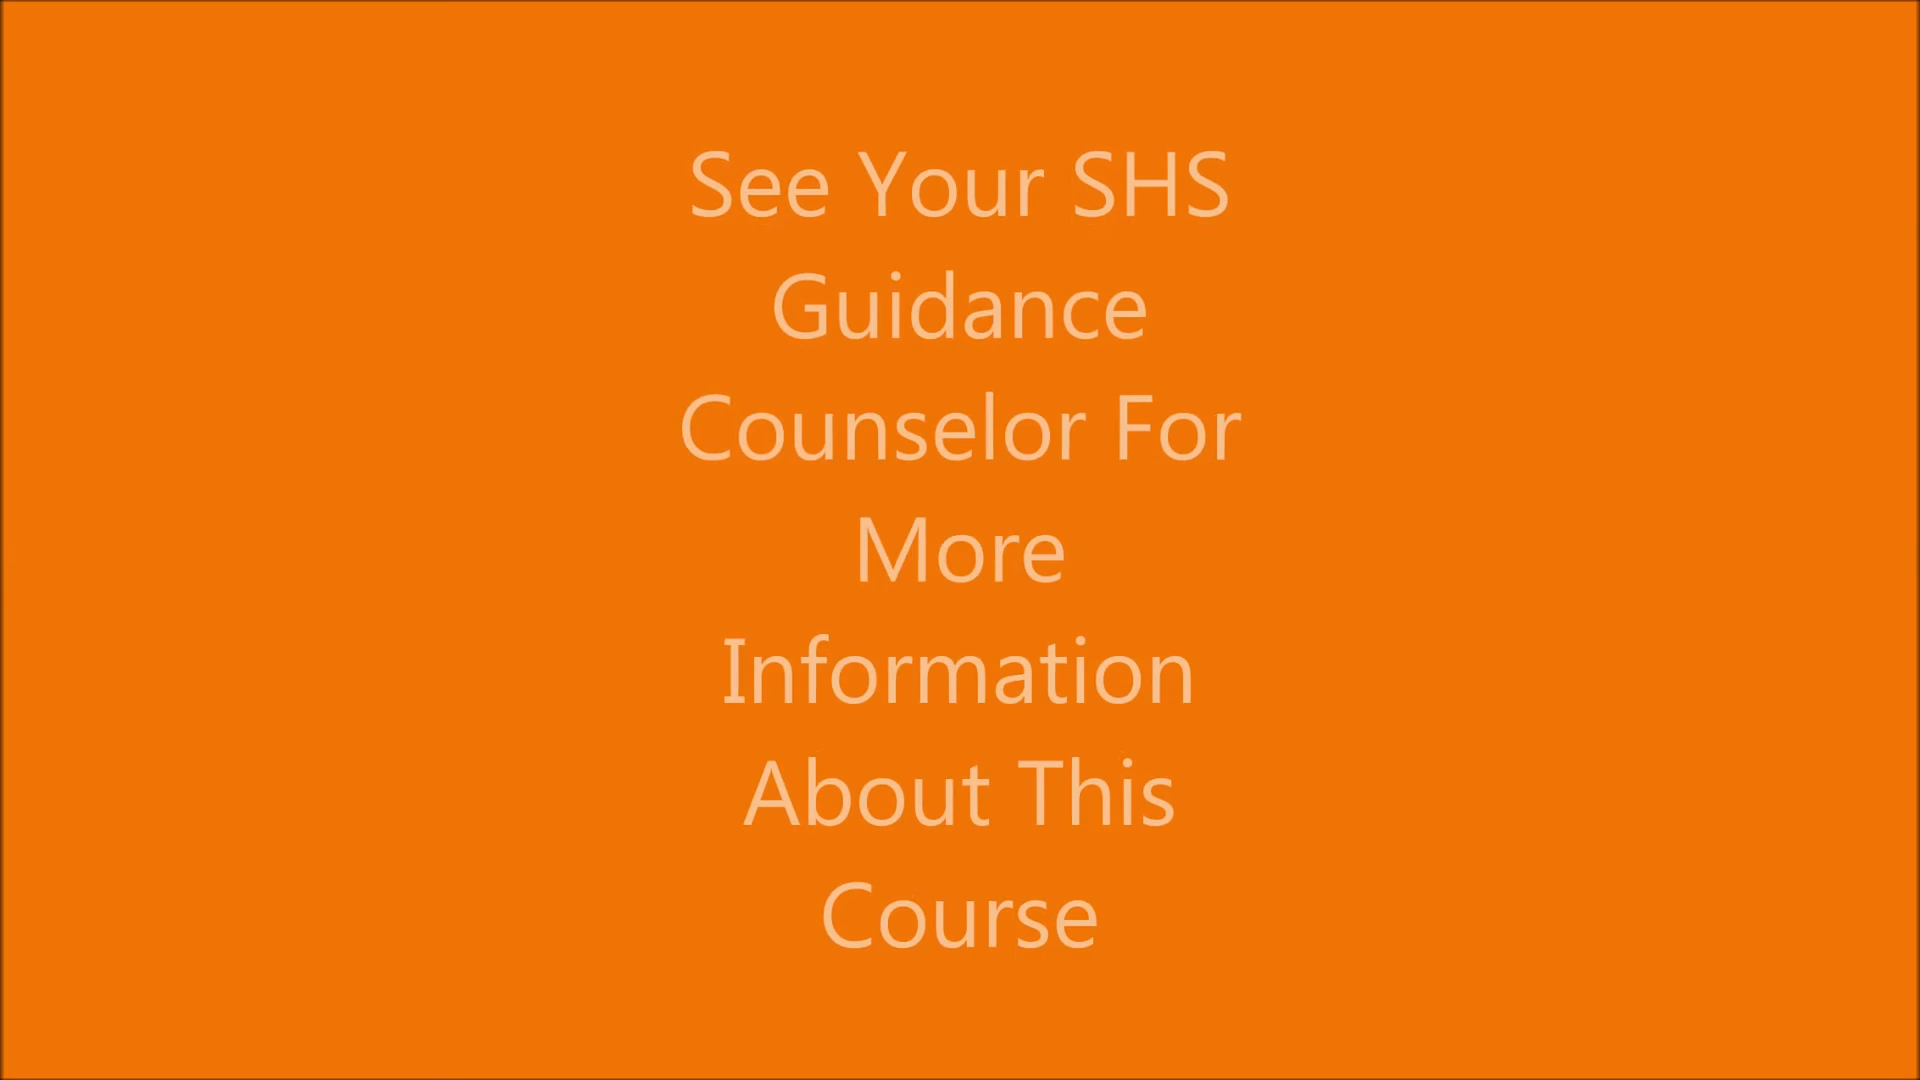 See Your SHS
Guidance
Counselor For
More
Information
About This
Course